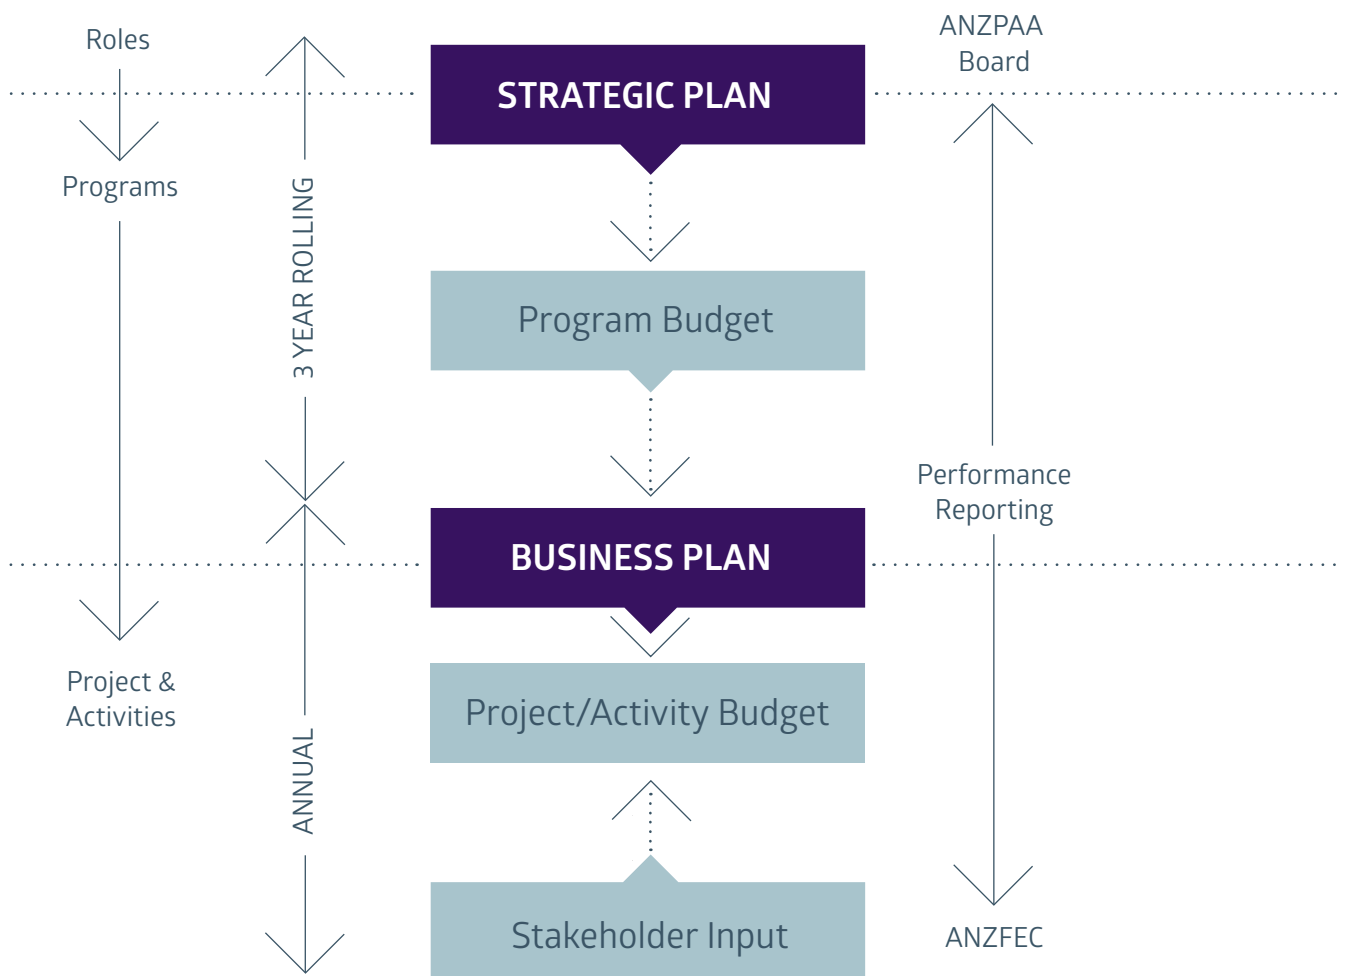 Roles
ANZPAA
Board
STRATEGIC PLAN
Programs
3 YEAR ROLLING
Program Budget
Performance
Reporting
BUSINESS PLAN
Project &
Activities
Project/Activity Budget
ANNUAL
Stakeholder Input
ANZFEC